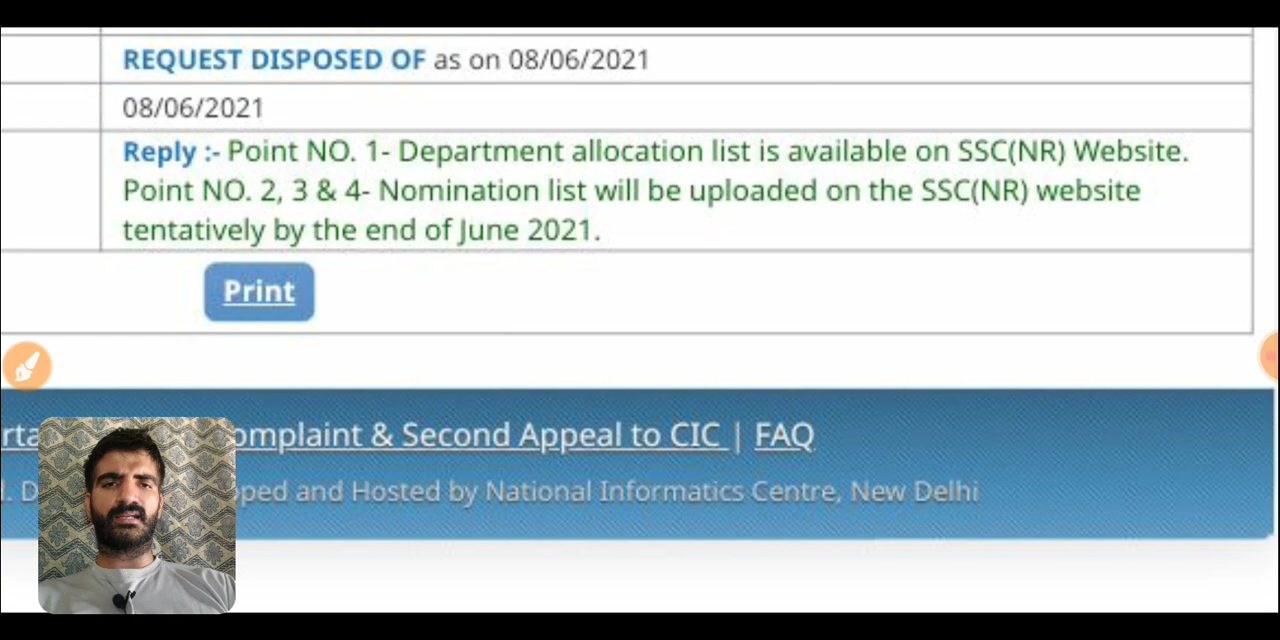 REQUEST DISPOSED OF as on 08/06/2021
08/06/2021
Reply :- Point NO. 1- Department allocation list is available on SSC(NR) Website.
Point NO. 2, 3 & 4- Nomination list will be uploaded on the SSC(NR) website
tentatively by the end of June 2021.
Print
omplaint & Second Appeal to CIC | FAQ
and Hosted by National Informatics Centre, New Delhi